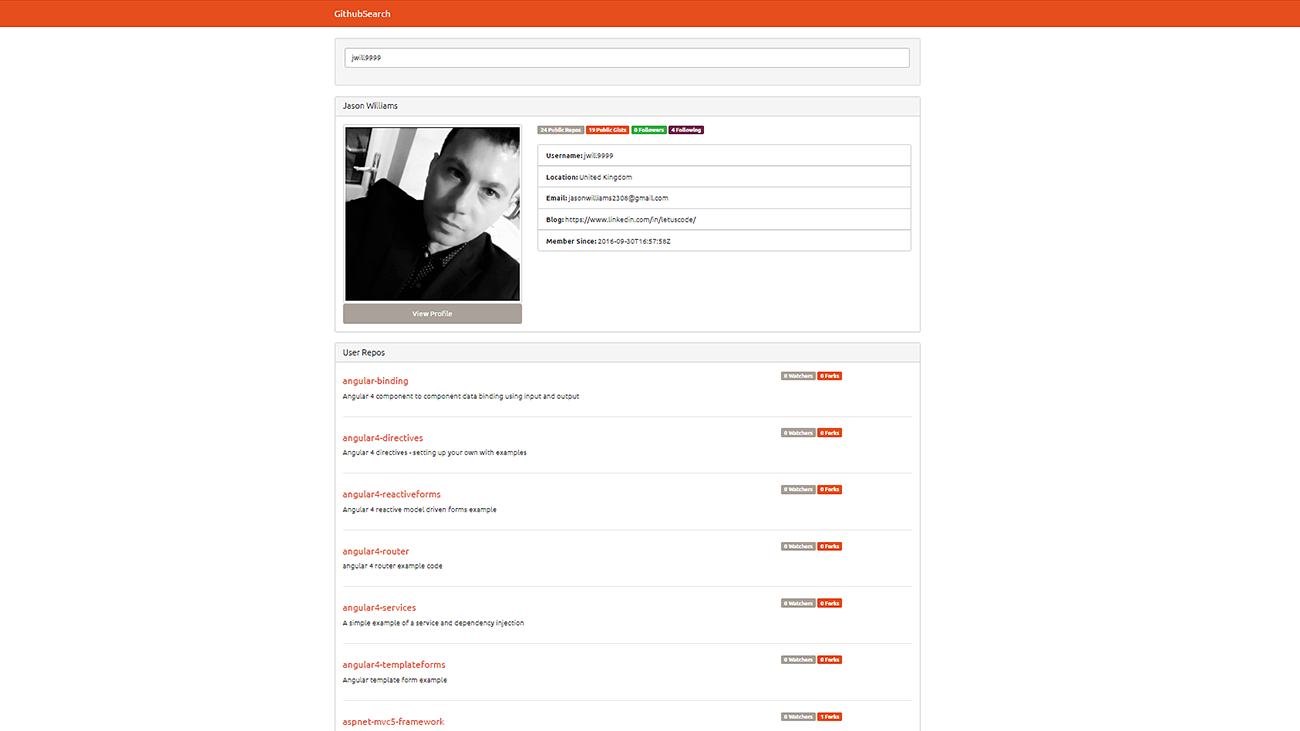 GithubSearch
jwill9999
Jason Williams
24 Public Repos 19 Public Gists 0 Followers 4 Following
Username: jwill9999
Location: United Kingdom
Email: jasonwilliams2308@gmail.com
Blog: https://www.linkedin.com/in/letuscode/
Member Since: 2016-09-30T16:57:58Z
View Profile
User Repos
angular-binding
0 Watchers 0 Forks
Angular 4 component to component data binding using input and output
angular4-directives
0 Watchers 0 Forks
Angular 4 directives - setting up your own with examples
angular4-reactiveforms
0 Watchers 0 Forks
Angular 4 reactive model driven forms example
angular4-router
0 Watchers 0 Forks
angular 4 router example code
angular4-services
0 Watchers 0 Forks
A simple example of a service and dependency injection
angular4-templateforms
0 Watchers 0 Forks
Angular template form example
aspnet-mvc5-framework
0 Watchers 1 Forks